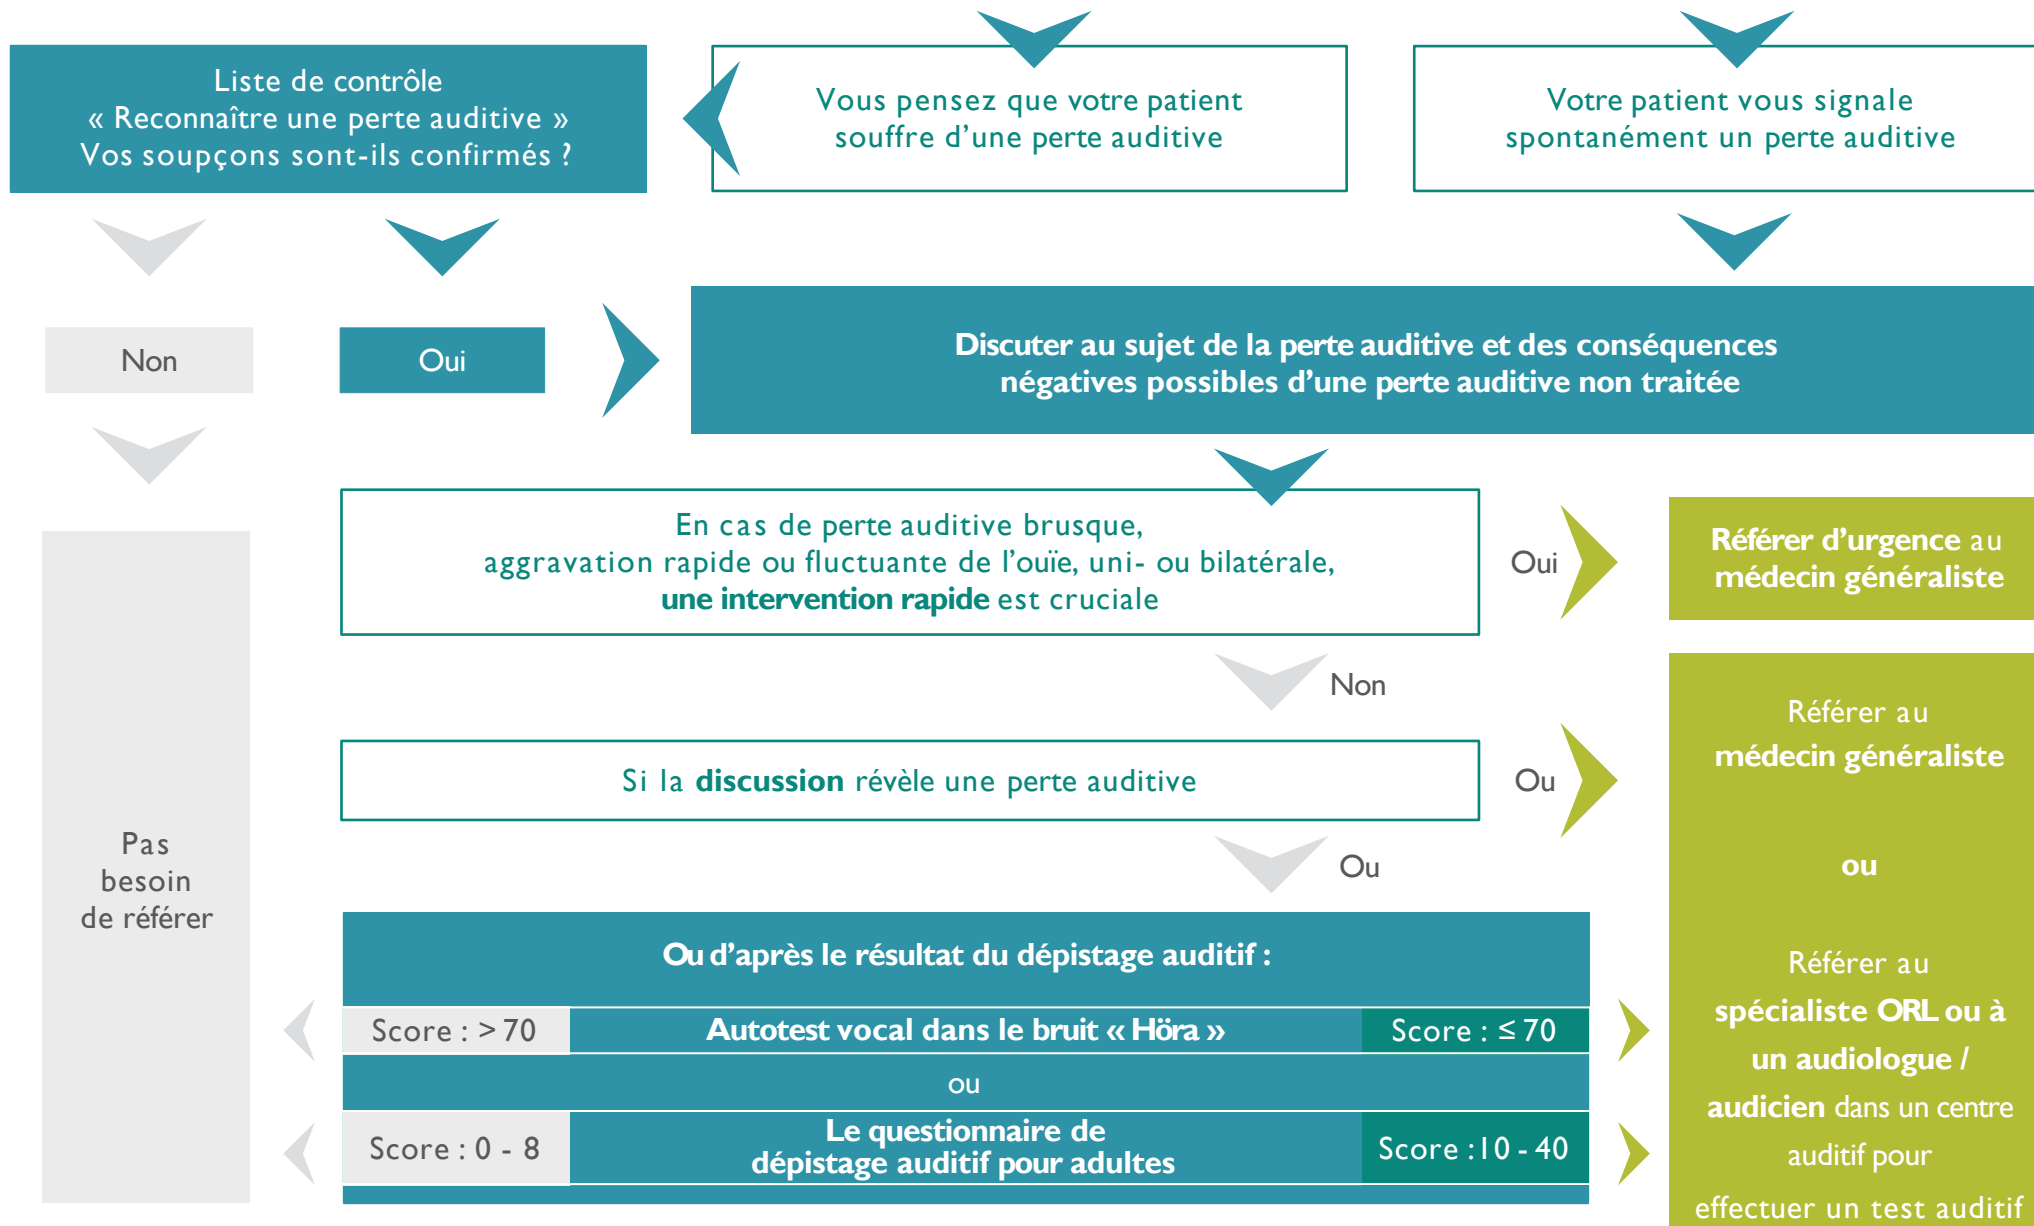 Liste de contrôle
« Reconnaître une perte auditive »
Vos soupçons sont-ils confirmés ?
Vous pensez que votre patient
souffre d’une perte auditive
Votre patient vous signale
spontanément un perte auditive
Non
Oui
Discuter au sujet de la perte auditive et des conséquences
négatives possibles d’une perte auditive non traitée
En cas de perte auditive brusque,
aggravation rapide ou fluctuante de l’ouïe, uni- ou bilatérale,
une intervention rapide est cruciale
Oui
Référer d’urgence au
médecin généraliste
Non
Si la discussion révèle une perte auditive
Ou
Référer au
médecin généraliste
ou
Référer au
spécialiste ORL ou à
un audiologue /
audicien dans un centre
auditif pour
effectuer un test auditif
Ou
Pas
besoin
de référer
Ou d’après le résultat du dépistage auditif :
Score : > 70
Autotest vocal dans le bruit « Höra »
Score : ≤ 70
ou
Score : 0 - 8
Le questionnaire de
dépistage auditif pour adultes
Score :10 - 40